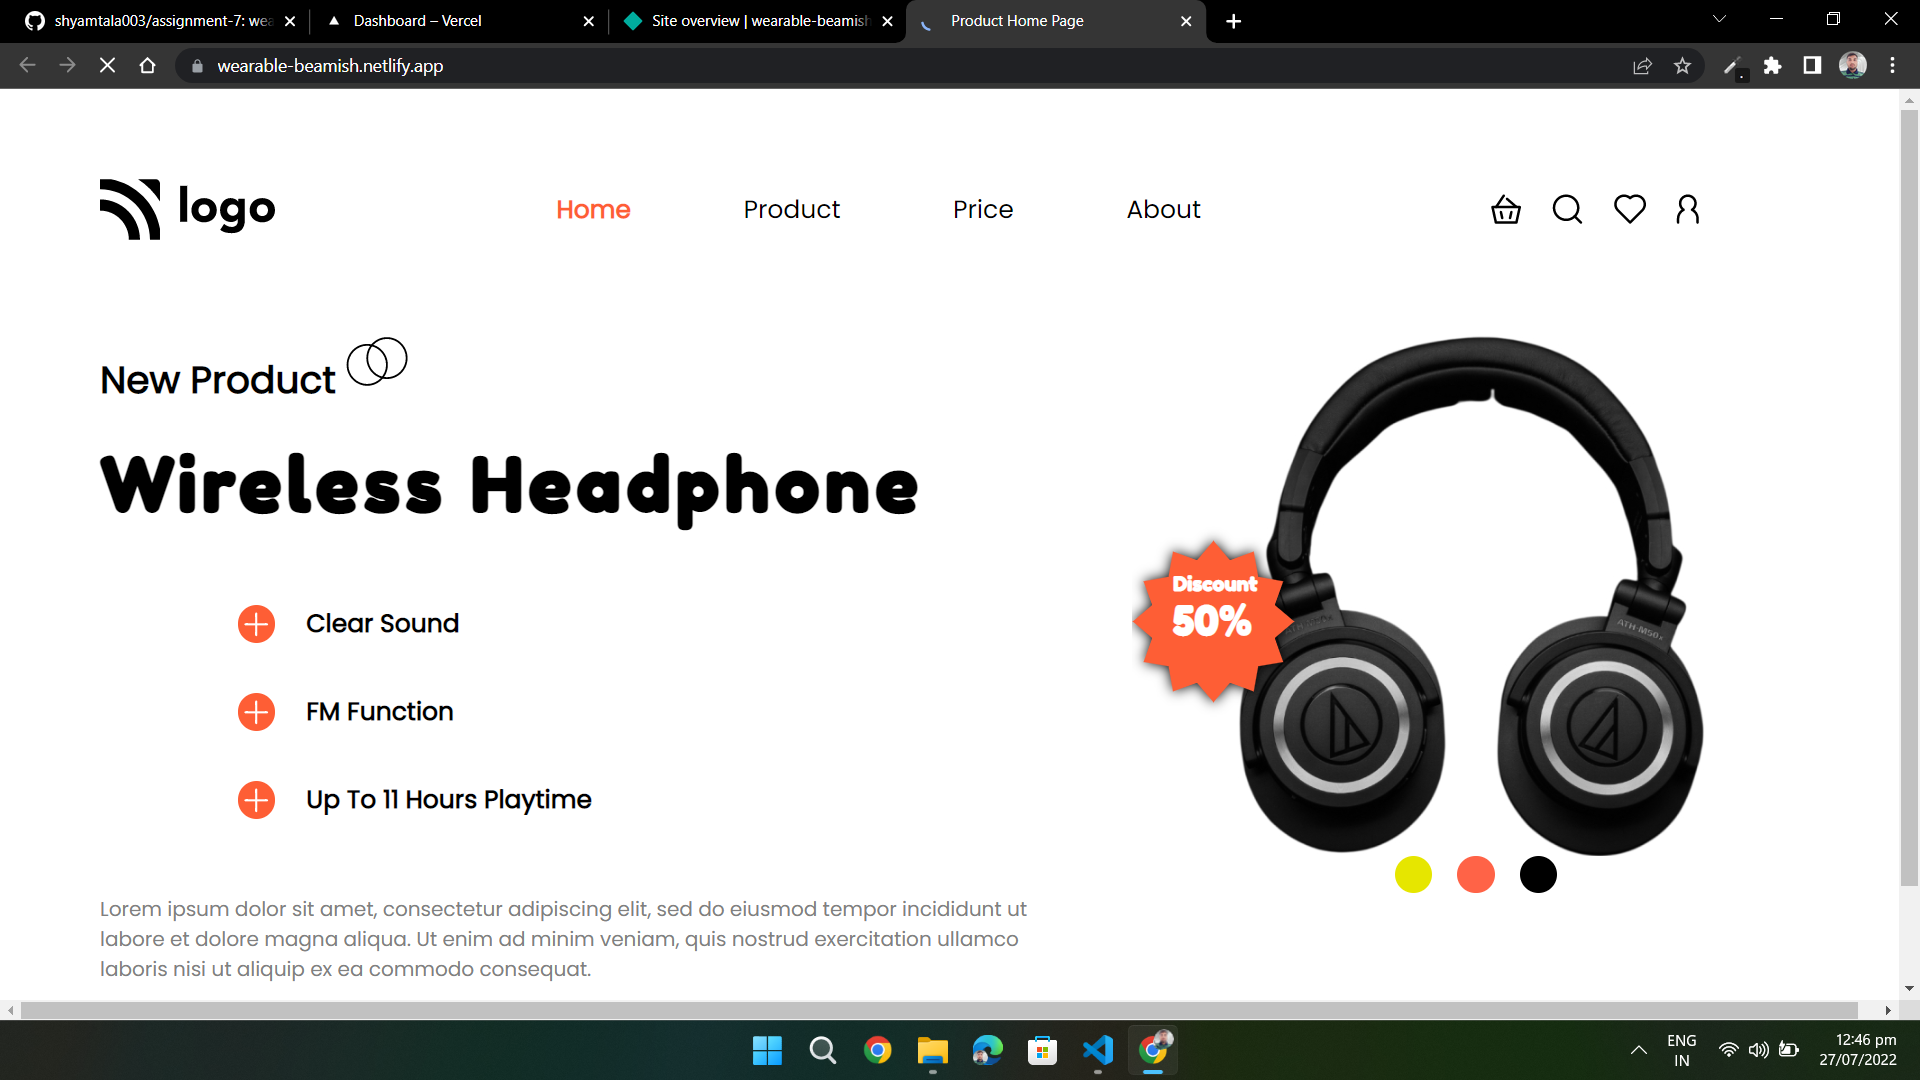 shyamtala003/assignment-7: wea
Dashboard – Vercel
Site overview | wearable-beamish
Product Home Page
wearable-beamish.netlify.app
logo
Home Product Price About
New Product
Wireless Headphone
Discount
50%
ATH-M50x
Clear Sound
FM Function
Up To 11 Hours Playtime
Lorem ipsum dolor sit amet, consectetur adipiscing elit, sed do eiusmod tempor incididunt ut
labore et dolore magna aliqua. Ut enim ad minim veniam, quis nostrud exercitation ullamco
laboris nisi ut aliquip ex ea commodo consequat.
ENG
IN
12:46 pm
27/07/2022